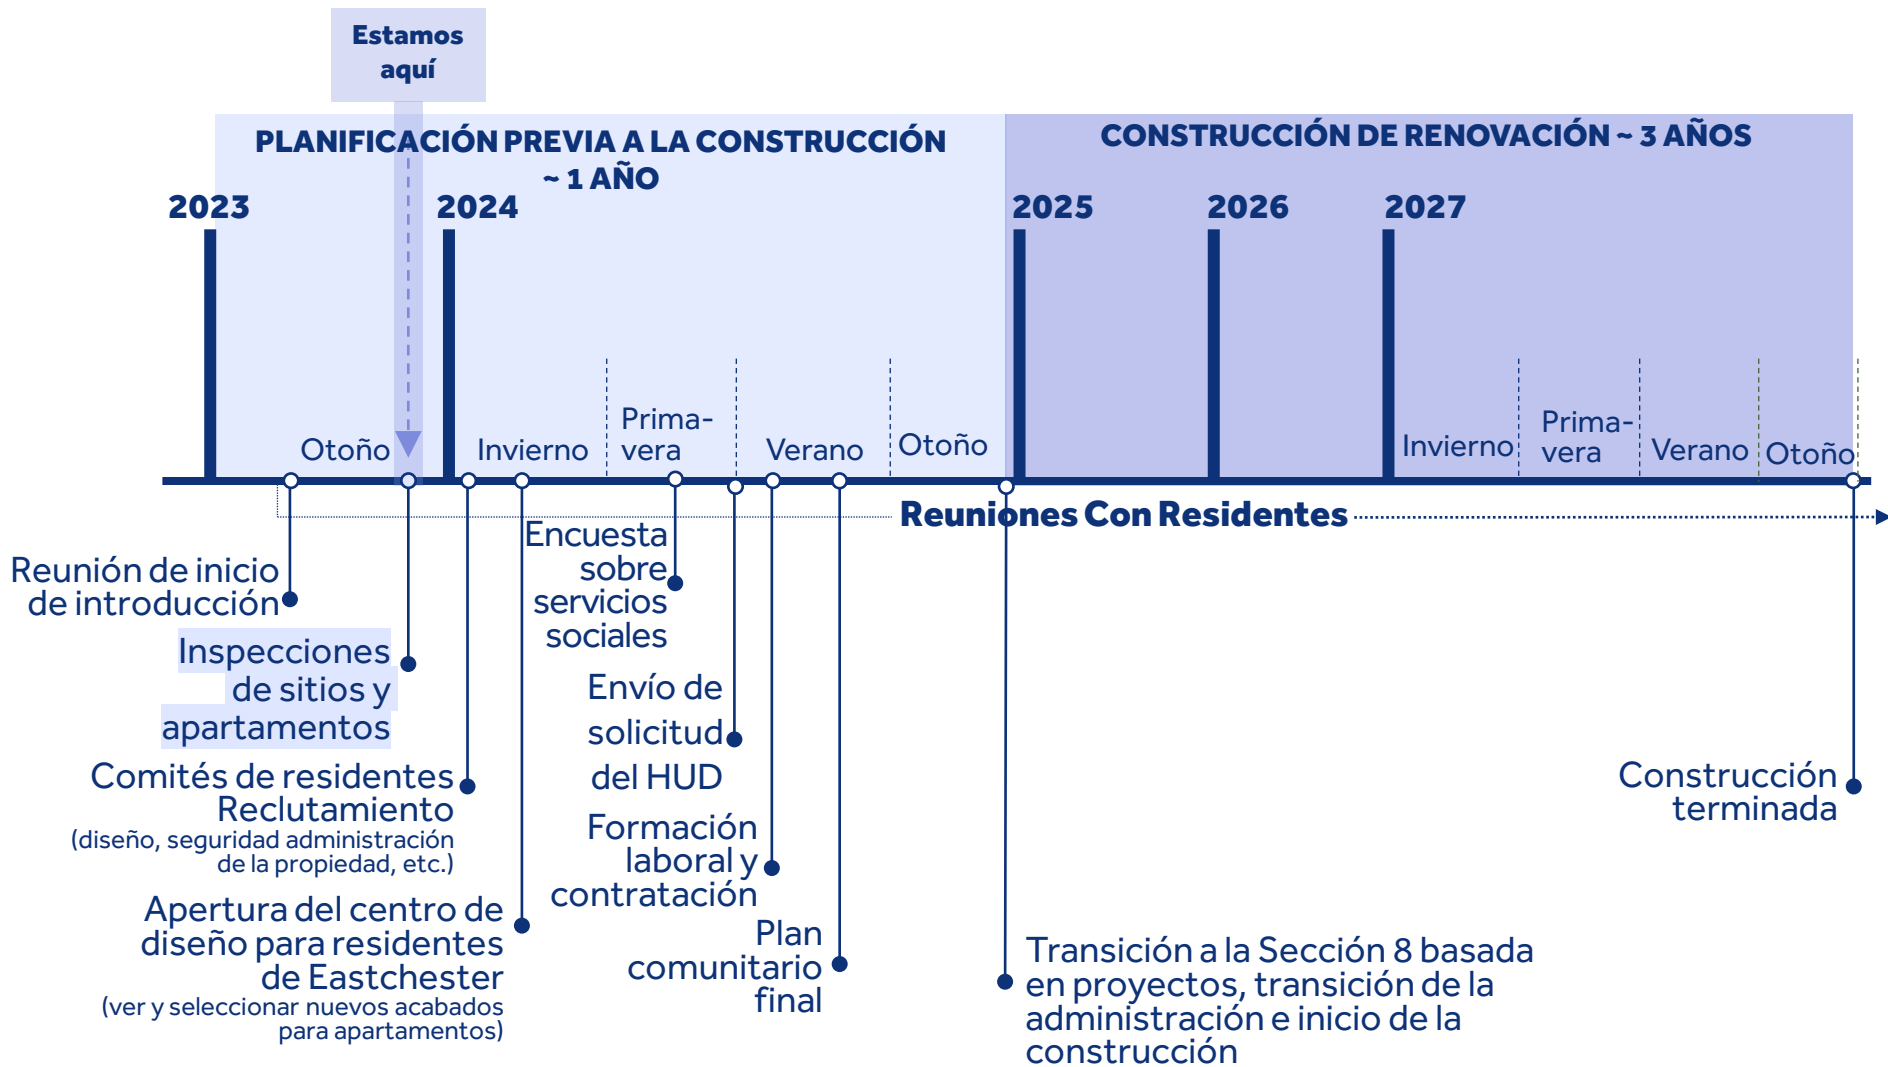 Estamos
aquí
PLANIFICACIÓN PREVIA A LA CONSTRUCCIÓN
~ 1 AÑO
CONSTRUCCIÓN DE RENOVACIÓN ~ 3 AÑOS
2023
2024
2025
2026
2027
Otoño
Invierno
Prima-
vera
Verano
Otoño
Invierno
Prima-
vera
Verano
Otoño
Reuniones Con Residentes
Reunión de inicio
de introducción
Inspecciones
de sitios y
apartamentos
Comités de residentes
Reclutamiento
(diseño, seguridad administración
de la propiedad, etc.)
Apertura del centro de
diseño para residentes
de Eastchester
(ver y seleccionar nuevos acabados
para apartamentos)
Encuesta
sobre
servicios
sociales
Envío de
solicitud
del HUD
Formación
laboral y
contratación
Plan
comunitario
final
Transición a la Sección 8 basada
en proyectos, transición de la
administración e inicio de la
construcción
Construcción
terminada